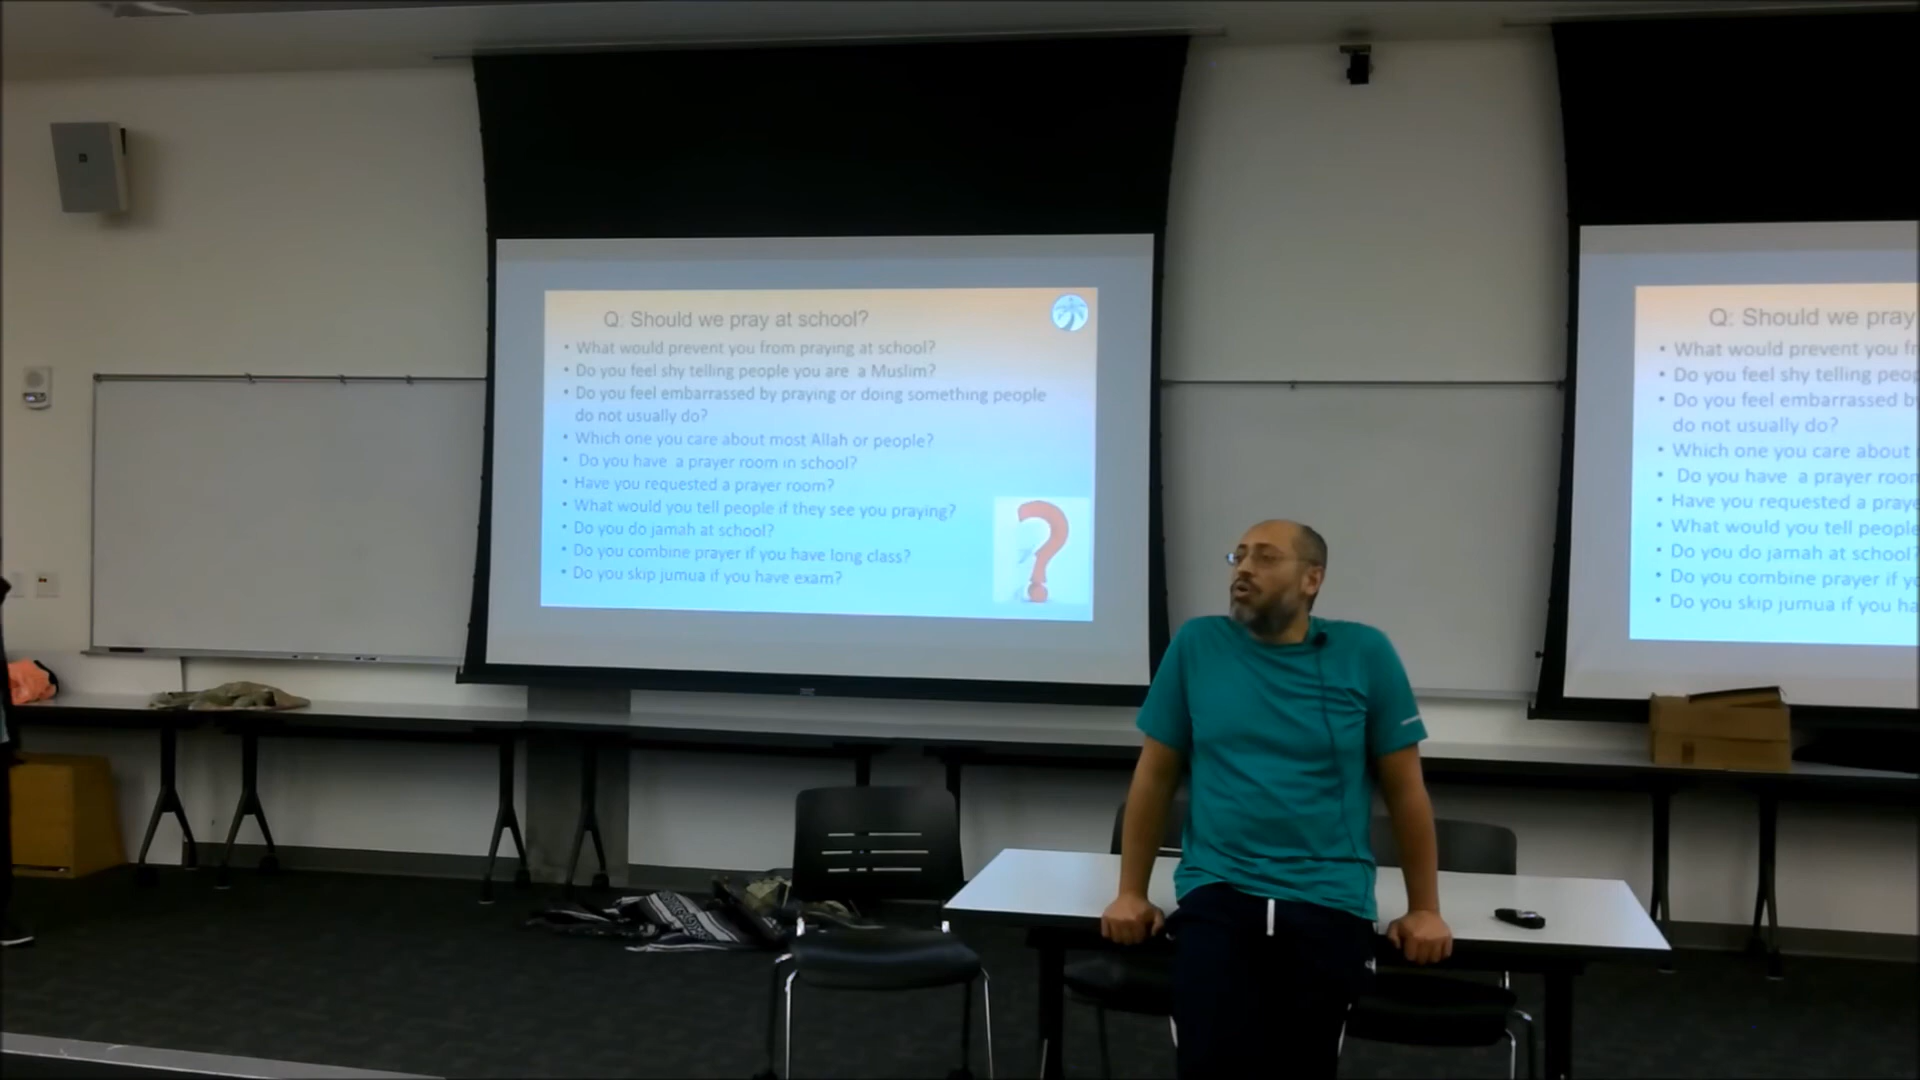 Q: Should we pray at school?
• What would prevent you from praying at school?
• Do you feel shy telling people you are a Muslim?
• Do you feel embarrassed by praying or doing something people
do not usually do?
• Which one you care about most Allah or people?
• Do you have a prayer room in school?
• Have you requested a prayer room?
• What would you tell people if they see you praying?
• Do you do jamah at school?
• Do you combine prayer if you have long class?
• Do you skip jumua if you have exam?
?
Q: Should we pray
• What would prevent you
• Do you feel shy telling
• Do you feel embarrassed
do not usually do?
• Which one you care about
• Do you have a prayer
• Have you requested a
• What would you tell people
• Do you do jamah at school?
• Do you combine prayer if
• Do you skip jumua if you